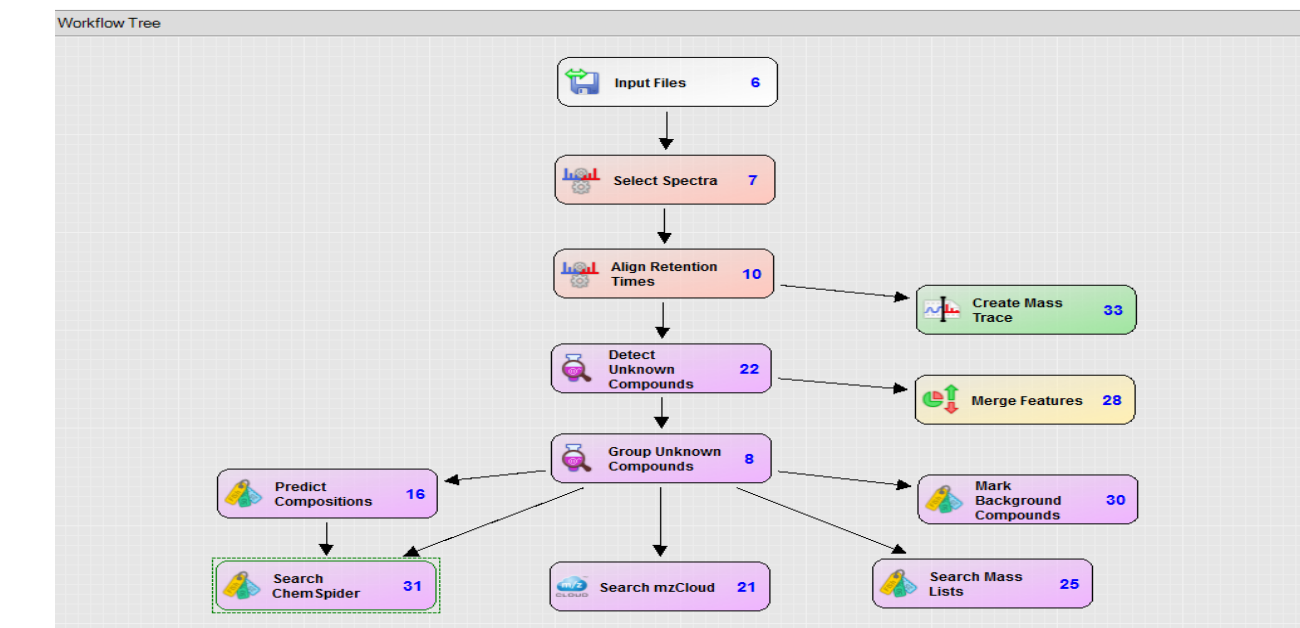 Workflow Tree
Input Files 6
Select Spectra 7
Align Retention
Times 10
Create Mass
Trace 33
Detect
Unknown
Compounds 22
Merge Features 28
Group Unknown
Compounds 8
Predict
Compositions 16
Mark
Background
Compounds 30
Search
ChemSpider 31
m/z
CLOUD
Search mzCloud 21
Search Mass
Lists 25